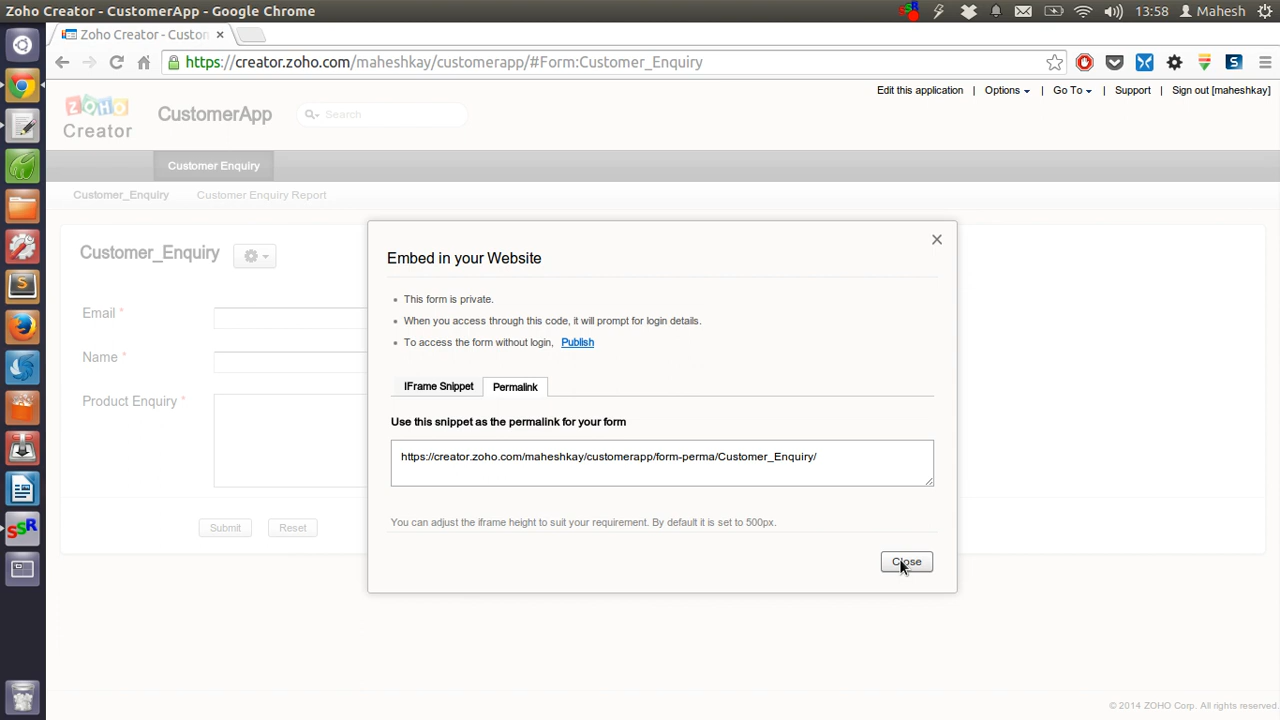 Zoho Creator - CustomerApp - Google Chrome
13:58
Mahesh
Zoho Creator - Custom
https://creator.zoho.com/maheshkay/customerapp/#Form:Customer_Enquiry
Edit this application | Options | Go To | Support | Sign out [maheshkay]
ZOHO
Creator
CustomerApp
Search
Customer Enquiry
Customer_Enquiry
Customer Enquiry Report
Customer_Enquiry
Embed in your Website
This form is private.
When you access through this code, it will prompt for login details.
To access the form without login, Publish
Email *
Name *
Product Enquiry *
IFrame Snippet
Permalink
Use this snippet as the permalink for your form
https://creator.zoho.com/maheshkay/customerapp/form-perma/Customer_Enquiry/
You can adjust the iframe height to suit your requirement. By default it is set to 500px.
Submit
Reset
Close
© 2014 ZOHO Corp. All rights reserved.